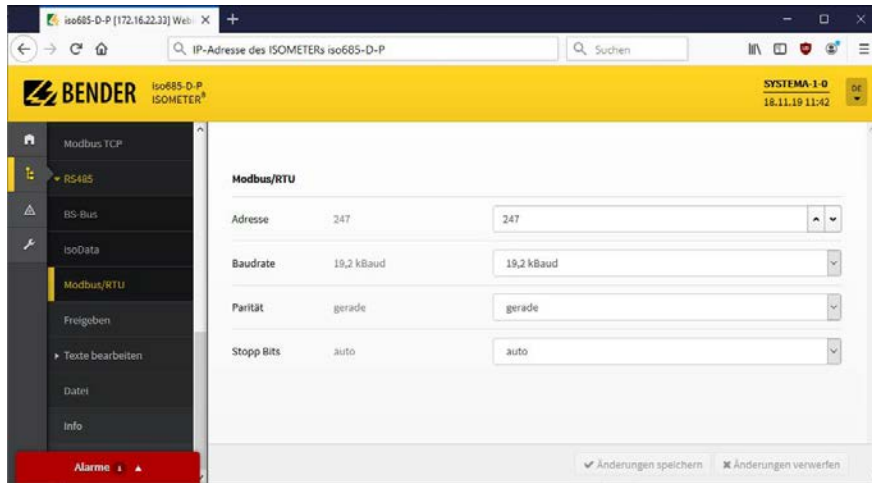 iso685-D-P [172.16.22.33] Web
IP-Adresse des ISOMETERs iso685-D-P
Suchen
BENDER
iso685-D-P
ISOMETER®
SYSTEMA-1-0
18.11.19 11:42
DE
Modbus TCP
RS485
BS-Bus
isoData
Modbus/RTU
Freigeben
Texte bearbeiten
Datei
Info
Alarme 1
Modbus/RTU
Adresse 247 247
Baudrate 19,2 kBaud 19,2 kBaud
Parität gerade gerade
Stopp Bits auto auto
Änderungen speichern Änderungen verwerfen